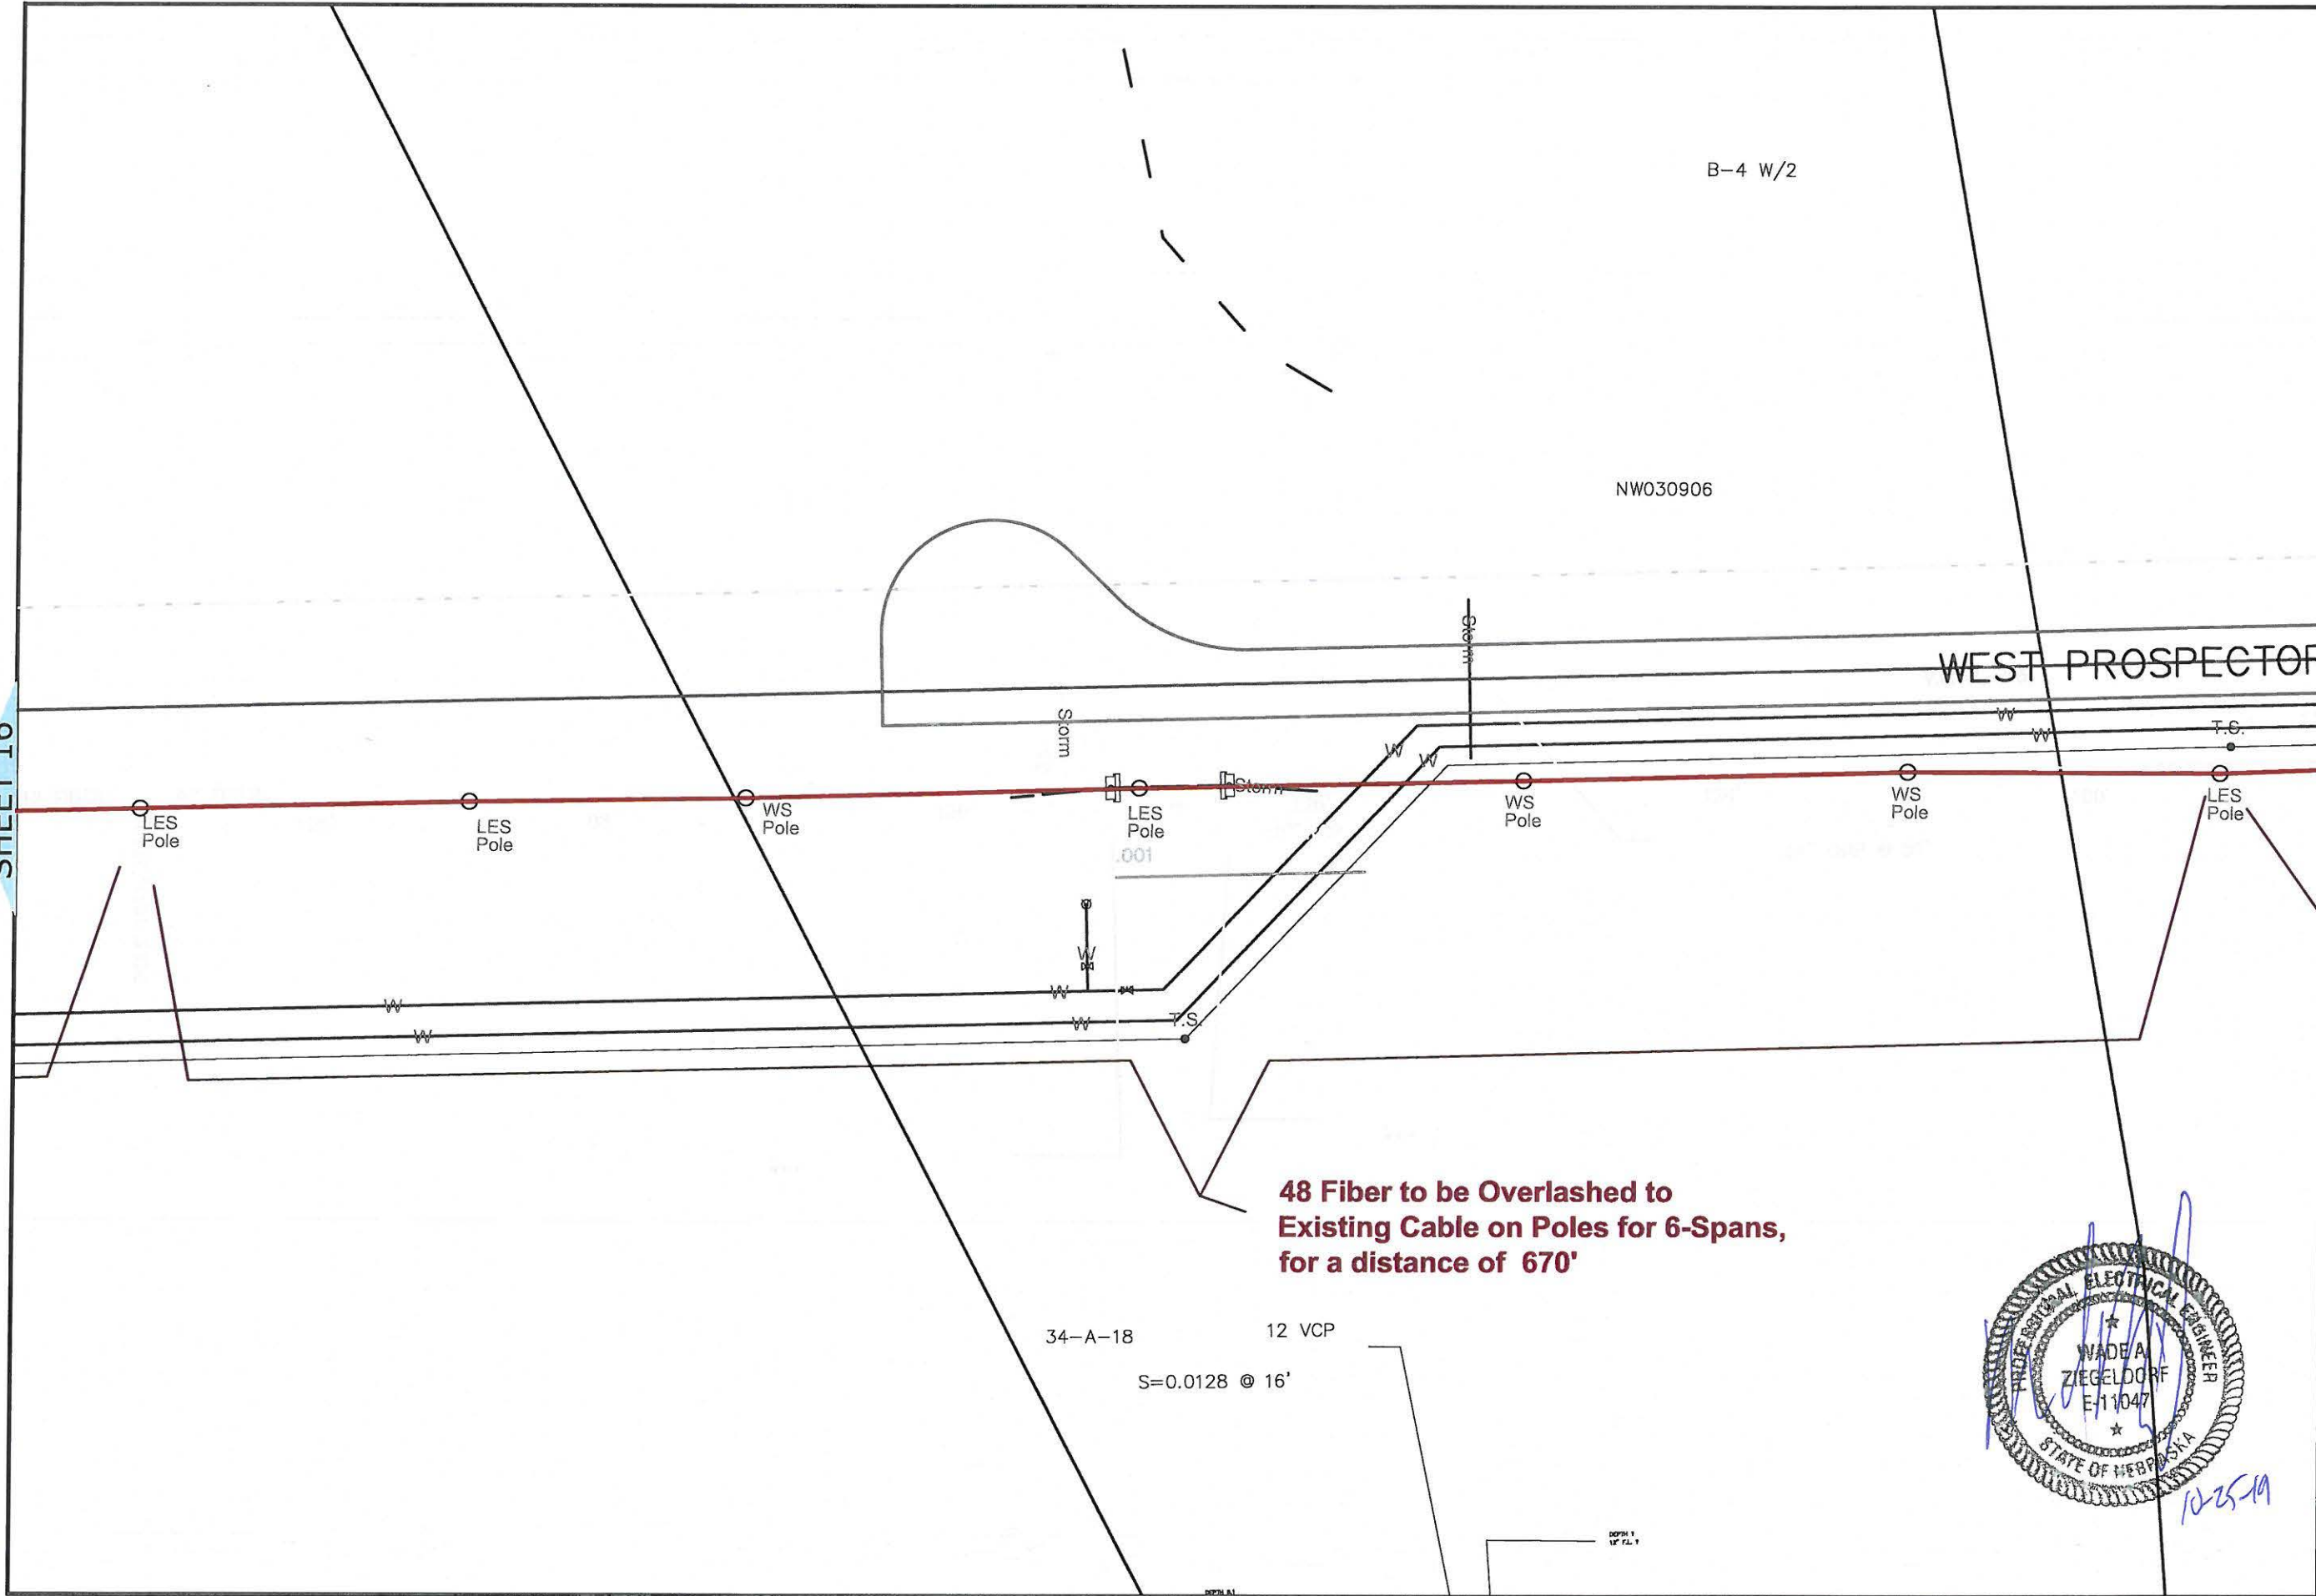 B-4 W/2
NW030906
Storm
WEST PROSPECTOR
W
W
T.S.
Storm
W
W
Storm
LES
Pole
LES
Pole
WS
Pole
LES
Pole
WS
Pole
WS
Pole
LES
Pole
.001
W
W
W
W
W
T.S.
48 Fiber to be Overlashed to
Existing Cable on Poles for 6-Spans,
for a distance of 670'
34-A-18
12 VCP
S=0.0128 @ 16'
PROFESSIONAL ELECTRICAL ENGINEER
WADE A.
ZIEGELDORF
E-11047
STATE OF NEBRASKA
10-25-19
SHEET 16